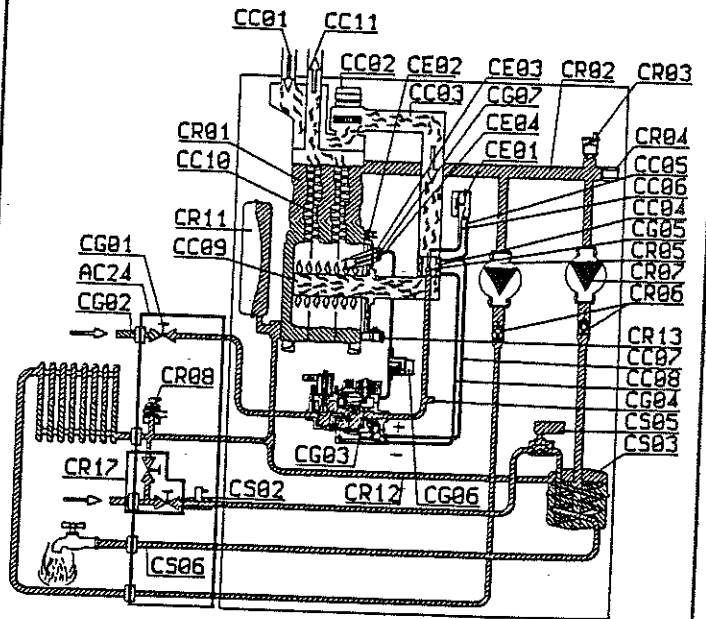 CC01 CC11
CC02 CE02 CE03 CR02 CR03
CC03 CG07
CE04
CR01 CE01 CR04
CC10 CC05
CC06
CR11 CC04
CG01 CC09 CG05
AC24 CR05
CG02 CR07
CR06
CR13
CC07
CR08 CC08
CG04
CS05
CG03 + CS03
CR17 -
CS02 CR12 CG06
CS06